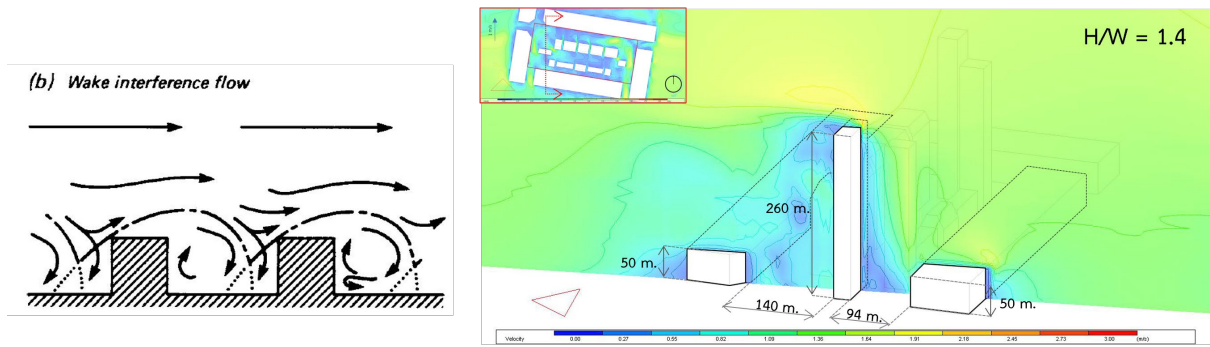 (b) Wake interference flow
H/W = 1.4
260 m.
50 m.
50 m.
140 m.
94 m.
Velocity 0.00 0.27 0.55 0.82 1.09 1.36 1.64 1.91 2.18 2.45 2.73 3.00 (m/s)